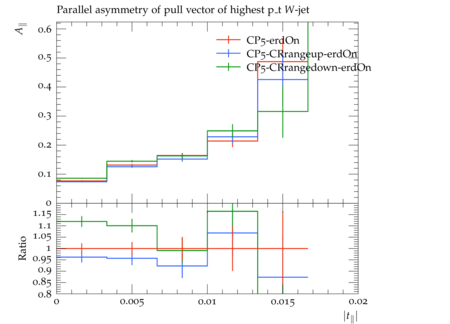 Parallel asymmetry of pull vector of highest p_t W-jet
A∥
0.6
0.5
0.4
0.3
0.2
0.1
0
CP5-erdOn
CP5-CRrangeup-erdOn
CP5-CRrangedown-erdOn
Ratio
1.15
1.1
1.05
1
0.95
0.9
0.85
0.8
0
0.005
0.01
0.015
0.02
|t∥|